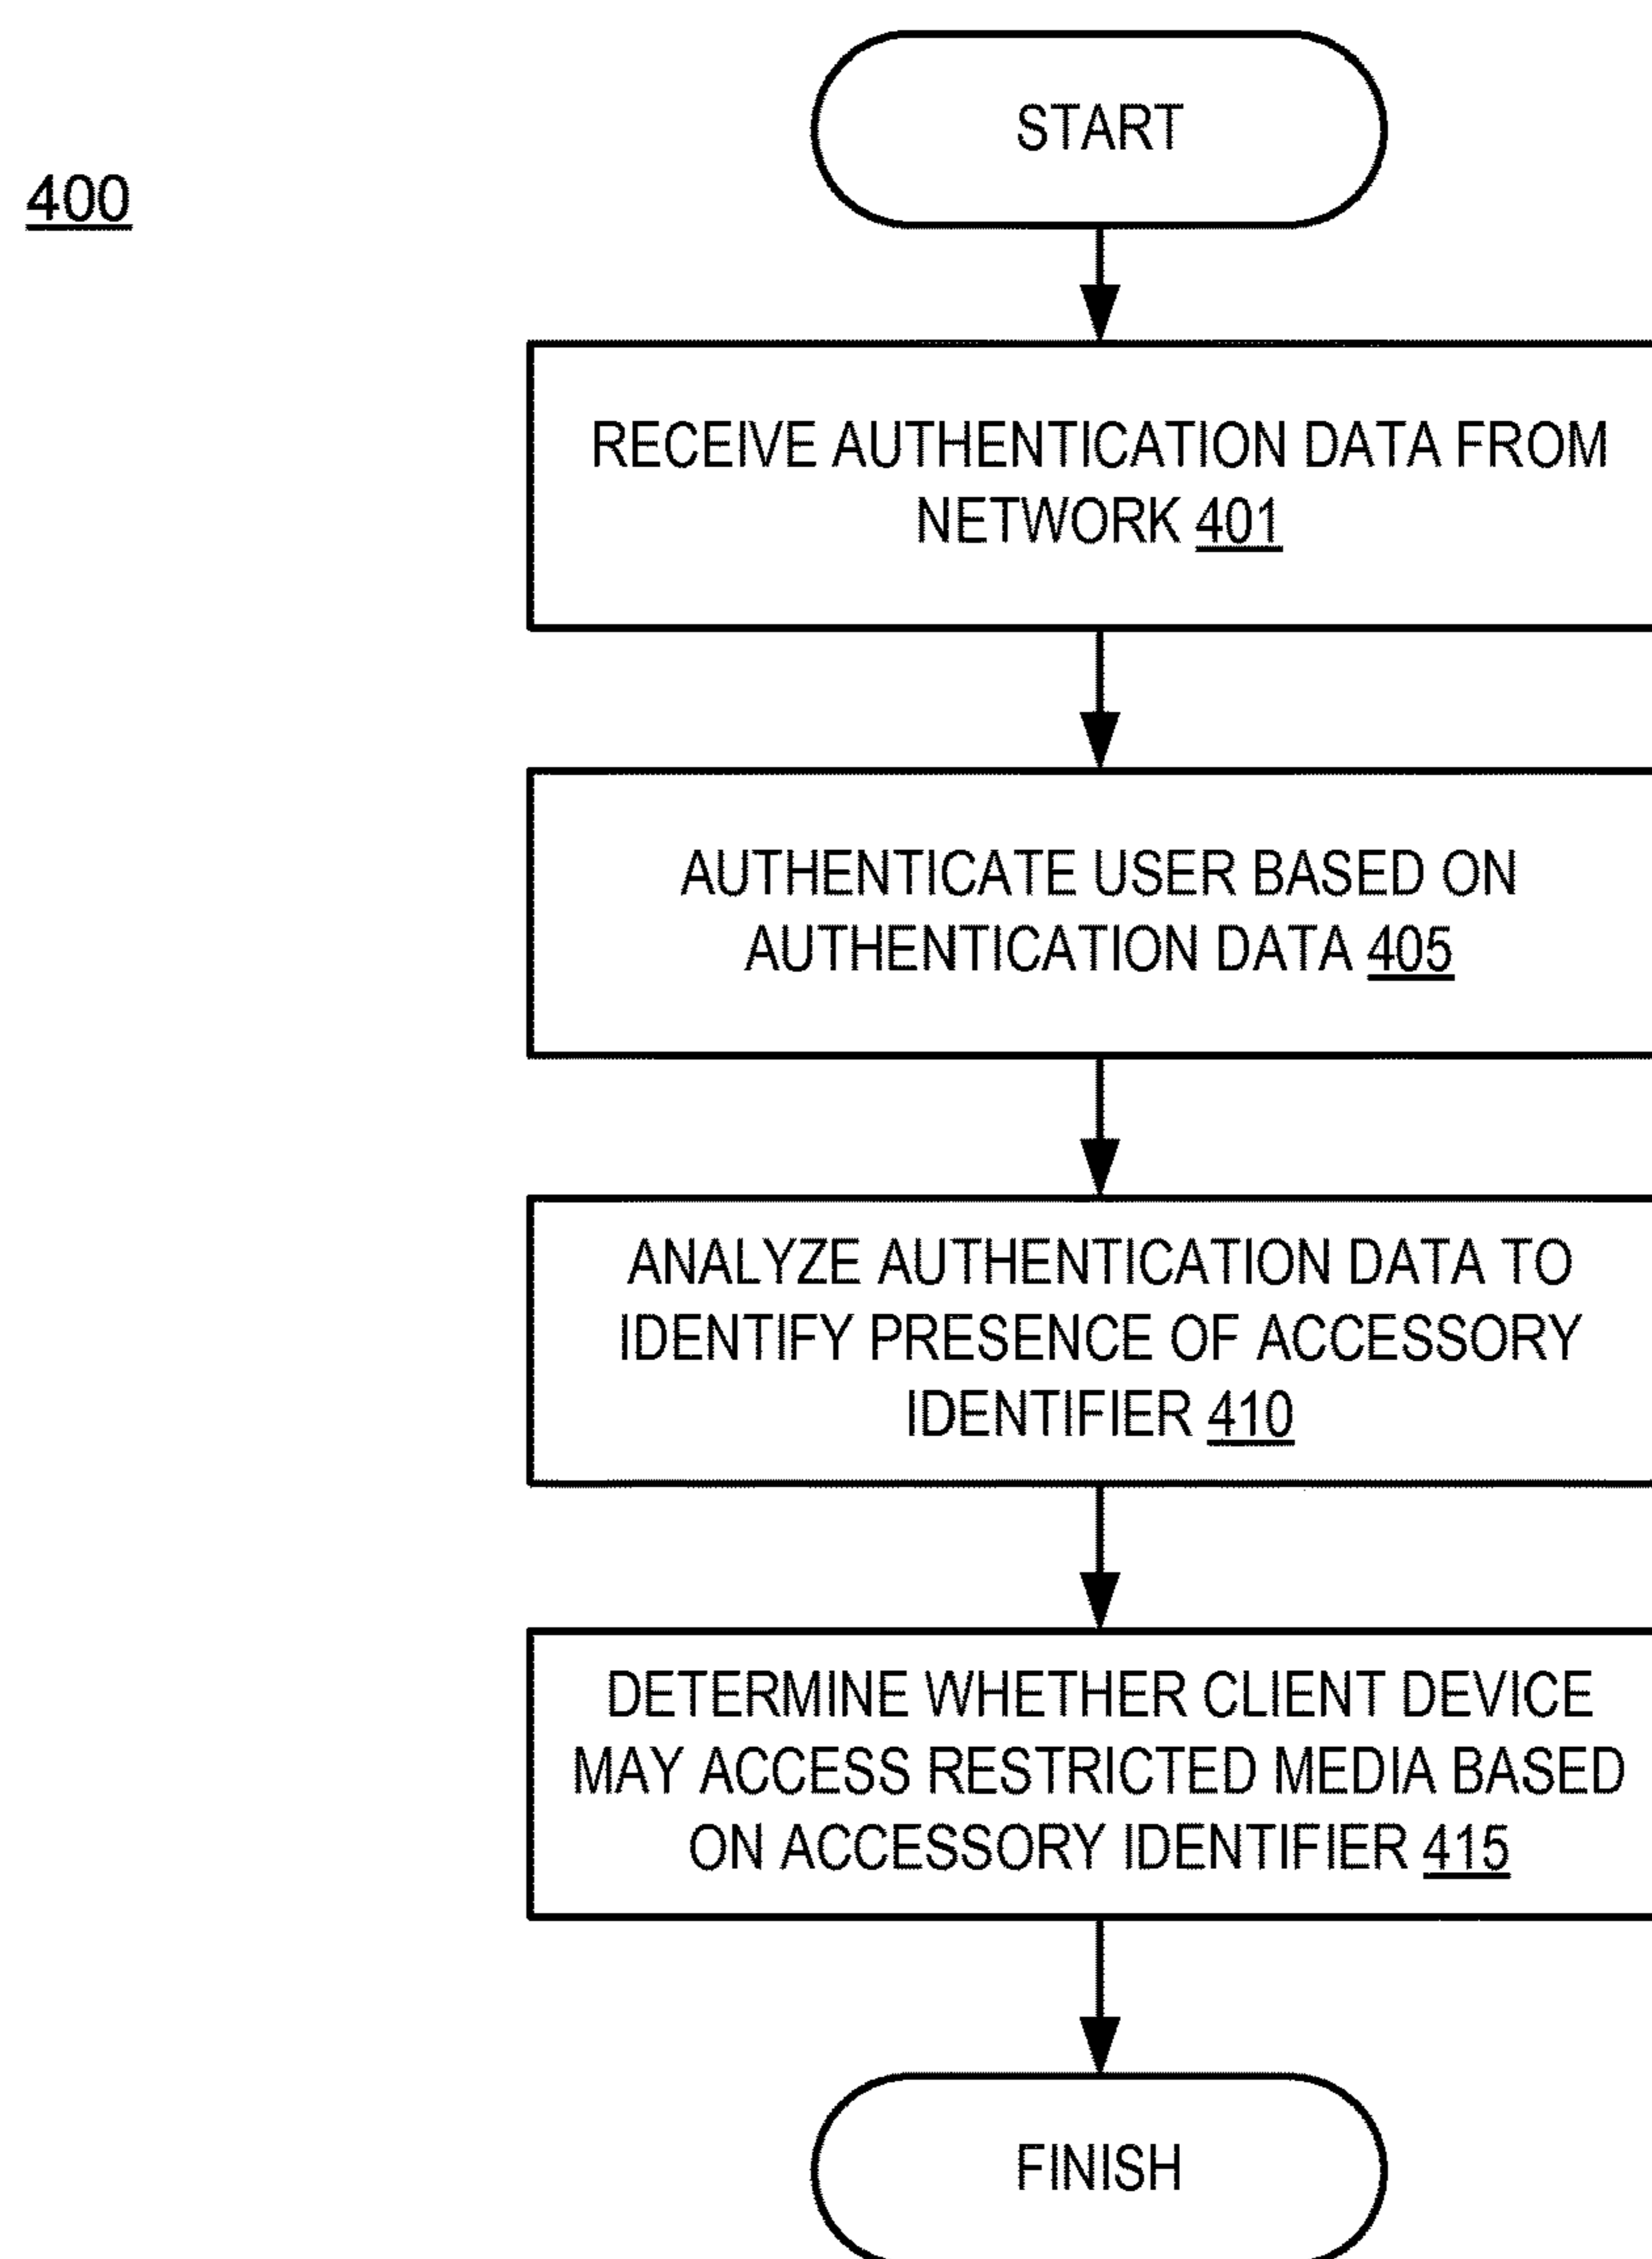 START
400
RECEIVE AUTHENTICATION DATA FROM
NETWORK 401
AUTHENTICATE USER BASED ON
AUTHENTICATION DATA 405
ANALYZE AUTHENTICATION DATA TO
IDENTIFY PRESENCE OF ACCESSORY
IDENTIFIER 410
DETERMINE WHETHER CLIENT DEVICE
MAY ACCESS RESTRICTED MEDIA BASED
ON ACCESSORY IDENTIFIER 415
FINISH